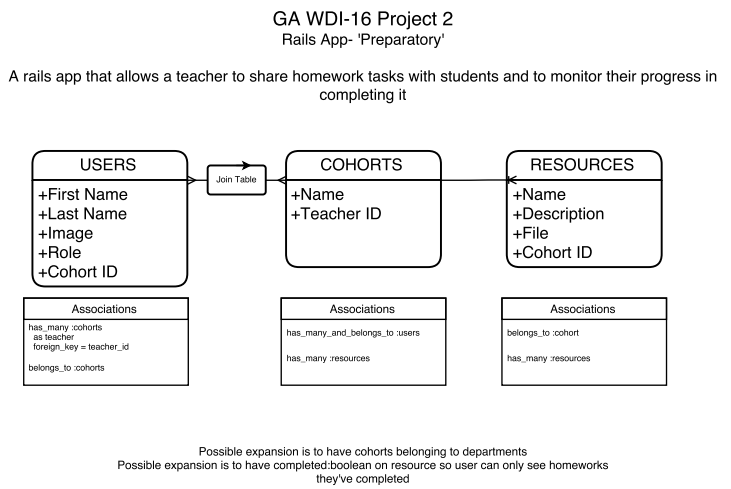 GA WDI-16 Project 2
Rails App- 'Preparatory'
A rails app that allows a teacher to share homework tasks with students and to monitor their progress in
completing it
USERS
+First Name
+Last Name
+Image
+Role
+Cohort ID
Join Table
COHORTS
+Name
+Teacher ID
RESOURCES
+Name
+Description
+File
+Cohort ID
Associations
has_many :cohorts
as teacher
foreign_key = teacher_id
belongs_to :cohorts
Associations
has_many_and_belongs_to :users
has_many :resources
Associations
belongs_to :cohort
has_many :resources
Possible expansion is to have cohorts belonging to departments
Possible expansion is to have completed:boolean on resource so user can only see homeworks
they've completed